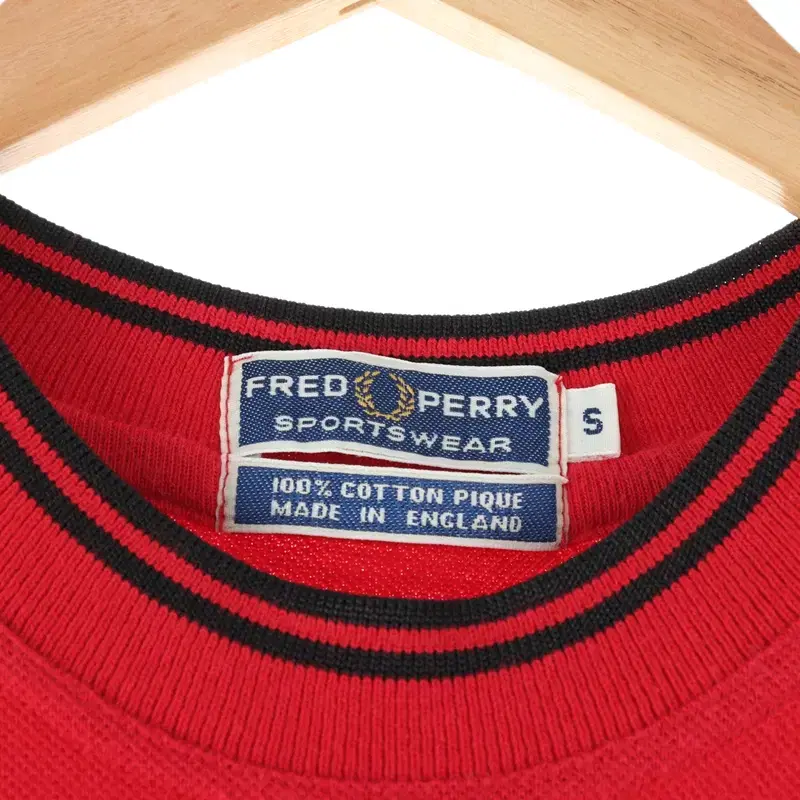 FRED PERRY
SPORTSWEAR
S
100% COTTON PIQUE
MADE IN ENGLAND